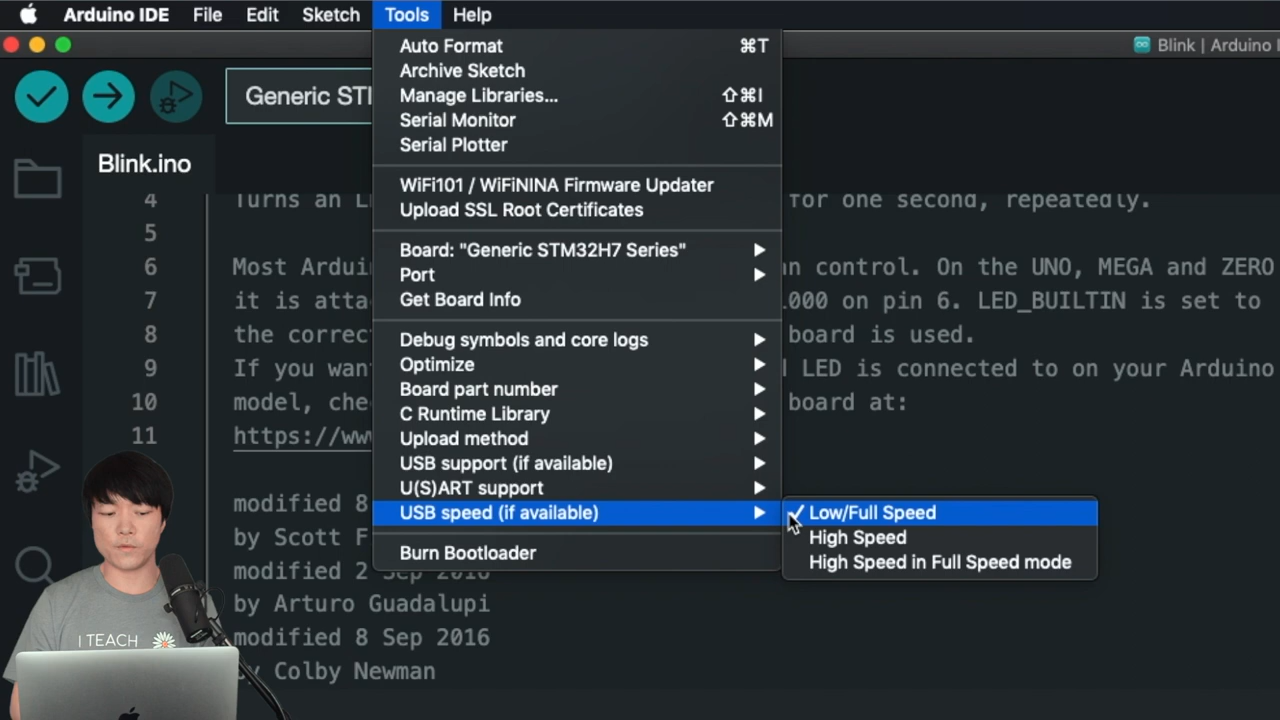 Arduino IDE File Edit Sketch Tools Help
Blink | Arduino I
Auto Format ⌘T
Archive Sketch
Manage Libraries... ⇧⌘I
Serial Monitor ⇧⌘M
Serial Plotter
WiFi101 / WiFiNINA Firmware Updater
Upload SSL Root Certificates
Board: "Generic STM32H7 Series"
Port
Get Board Info
Debug symbols and core logs
Optimize
Board part number
C Runtime Library
Upload method
USB support (if available)
U(S)ART support
USB speed (if available)
Burn Bootloader
✓ Low/Full Speed
High Speed
High Speed in Full Speed mode
Generic STI
Blink.ino
4 Turns an L for one second, repeatedly.
5
6 Most Ardui n control. On the UNO, MEGA and ZERO
7 it is atta 1000 on pin 6. LED_BUILTIN is set to
8 the correc board is used.
9 If you wan LED is connected to on your Arduino
10 model, che board at:
11 https://ww
modified 8
by Scott F
modified 2 Sep 2016
by Arturo Guadalupi
modified 8 Sep 2016
by Colby Newman
I TEACH